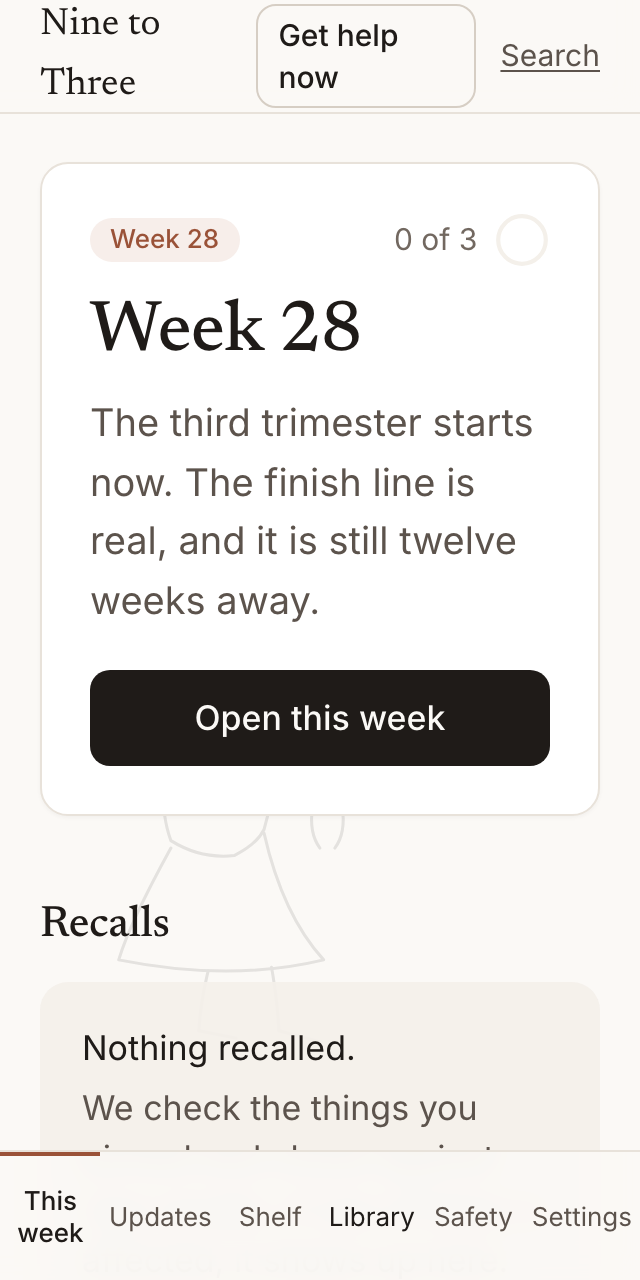 Nine to
Three
Get help
now
Search
Week 28
0 of 3
Week 28
The third trimester starts
now. The finish line is
real, and it is still twelve
weeks away.
Open this week
Recalls
Nothing recalled.
We check the things you
This
week
Updates
Shelf
Library
Safety
Settings